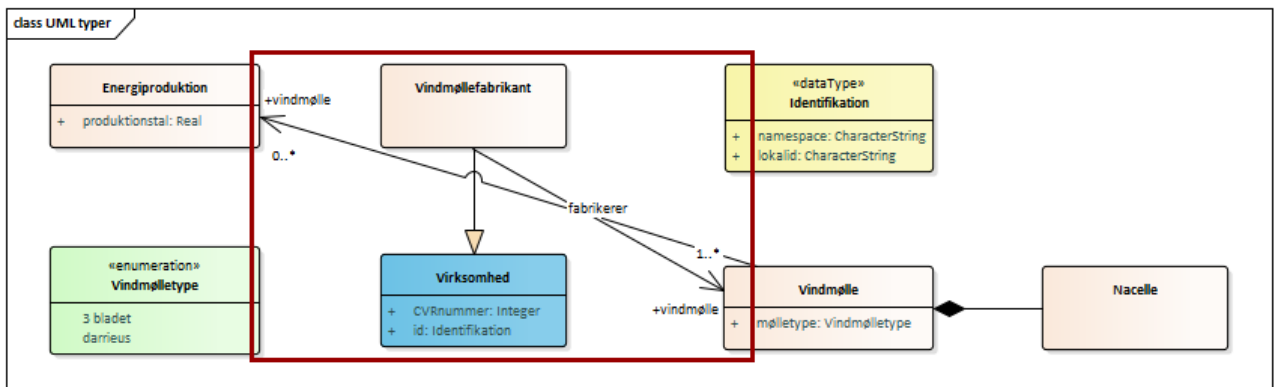 class UML typer
Energiproduktion
+ produktionstal: Real
+vindmølle
0..*
Vindmøllefabrikant
«dataType»
Identifikation
+ namespace: CharacterString
+ lokalid: CharacterString
fabrikerer
«enumeration»
Vindmølletype
3 bladet
darrieus
Virksomhed
+ CVRnummer: Integer
+ id: Identifikation
1..*
+vindmølle
Vindmølle
+ mølletype: Vindmølletype
Nacelle